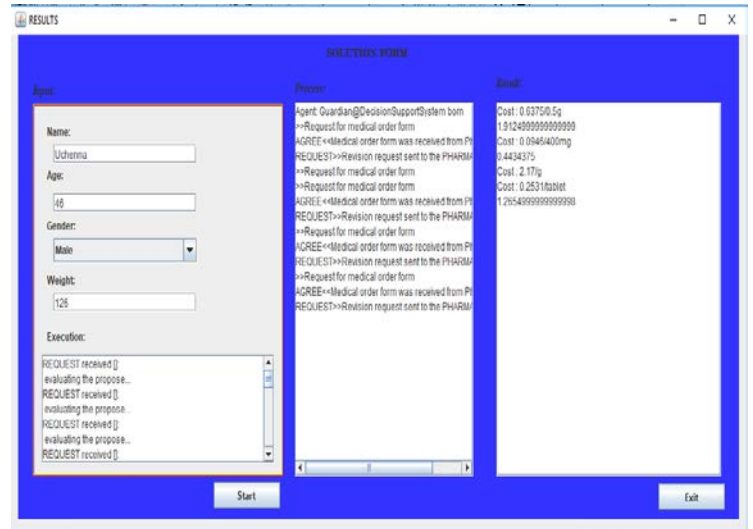 RESULTS
SOLUTION FORM
Input:
Name:
Uchenna
Age:
46
Gender:
Male
Weight:
126
Execution:
REQUEST received []:
evaluating the propose...
REQUEST received []:
evaluating the propose...
REQUEST received []:
evaluating the propose...
REQUEST received []:
Start
Process:
Agent: Guardian@DecisionSupportSystem born
>>Request for medical order form
AGREE<<Medical order form was received from Pl
REQUEST>>Revision request sent to the PHARMA
>>Request for medical order form
>>Request for medical order form
AGREE<<Medical order form was received from Pl
REQUEST>>Revision request sent to the PHARMA
>>Request for medical order form
AGREE<<Medical order form was received from Pl
REQUEST>>Revision request sent to the PHARMA
>>Request for medical order form
AGREE<<Medical order form was received from Pl
REQUEST>>Revision request sent to the PHARMA
Result:
Cost : 0.6375/0.5g
1.9124999999999999
Cost : 0.0946/400mg
0.4434375
Cost : 2.17/g
Cost : 0.2531/tablet
1.2654999999999998
Exit